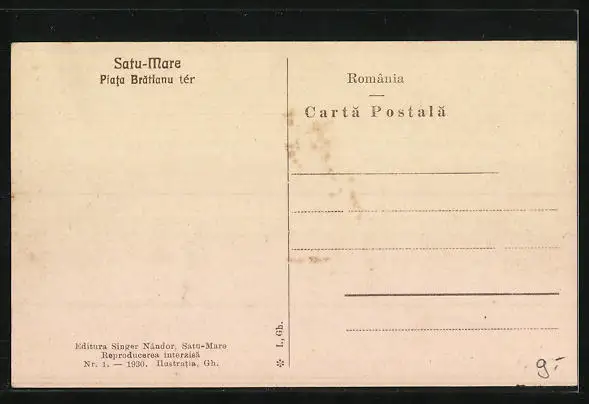 Satu-Mare
Piața Brătianu tér
România
Cartă Postală
Editura Singer Nándor, Satu-Mare
Reproducerea interzisă
Nr. 1. — 1930. Ilustrația, Gh.
✼ I., Gh.
9.-